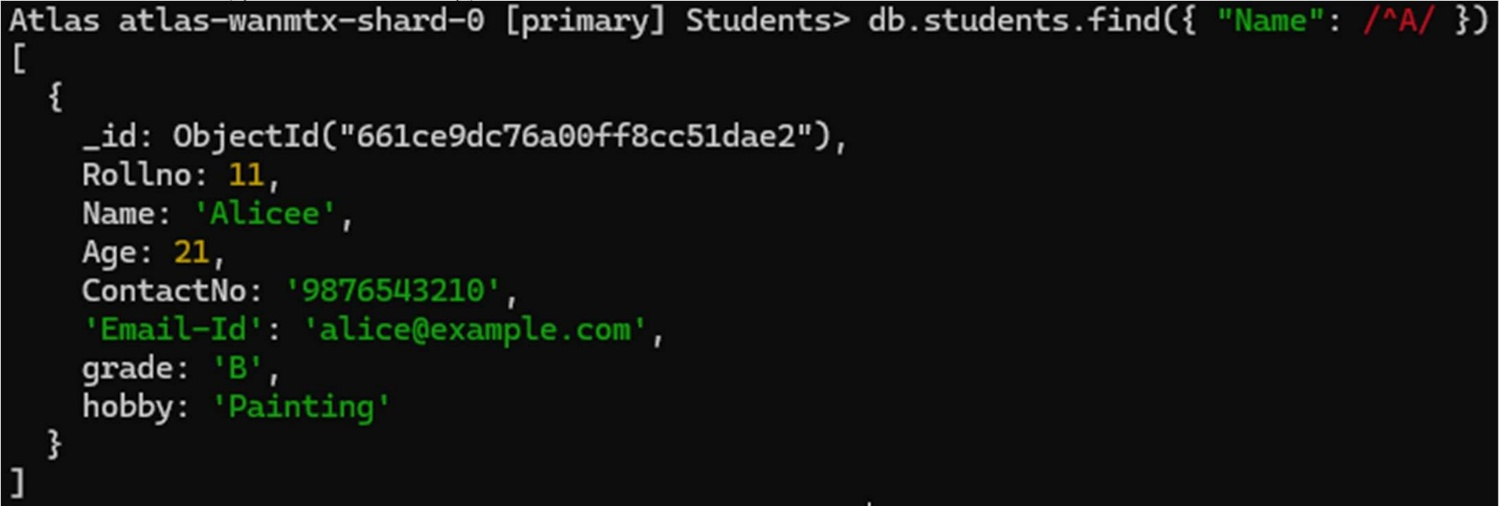 Atlas atlas-wanmtx-shard-0 [primary] Students> db.students.find({ "Name": /^A/ })
[
  {
    _id: ObjectId("661ce9dc76a00ff8cc51dae2"),
    Rollno: 11,
    Name: 'Alicee',
    Age: 21,
    ContactNo: '9876543210',
    'Email-Id': 'alice@example.com',
    grade: 'B',
    hobby: 'Painting'
  }
]